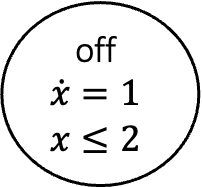 off
ẋ = 1
x ≤ 2